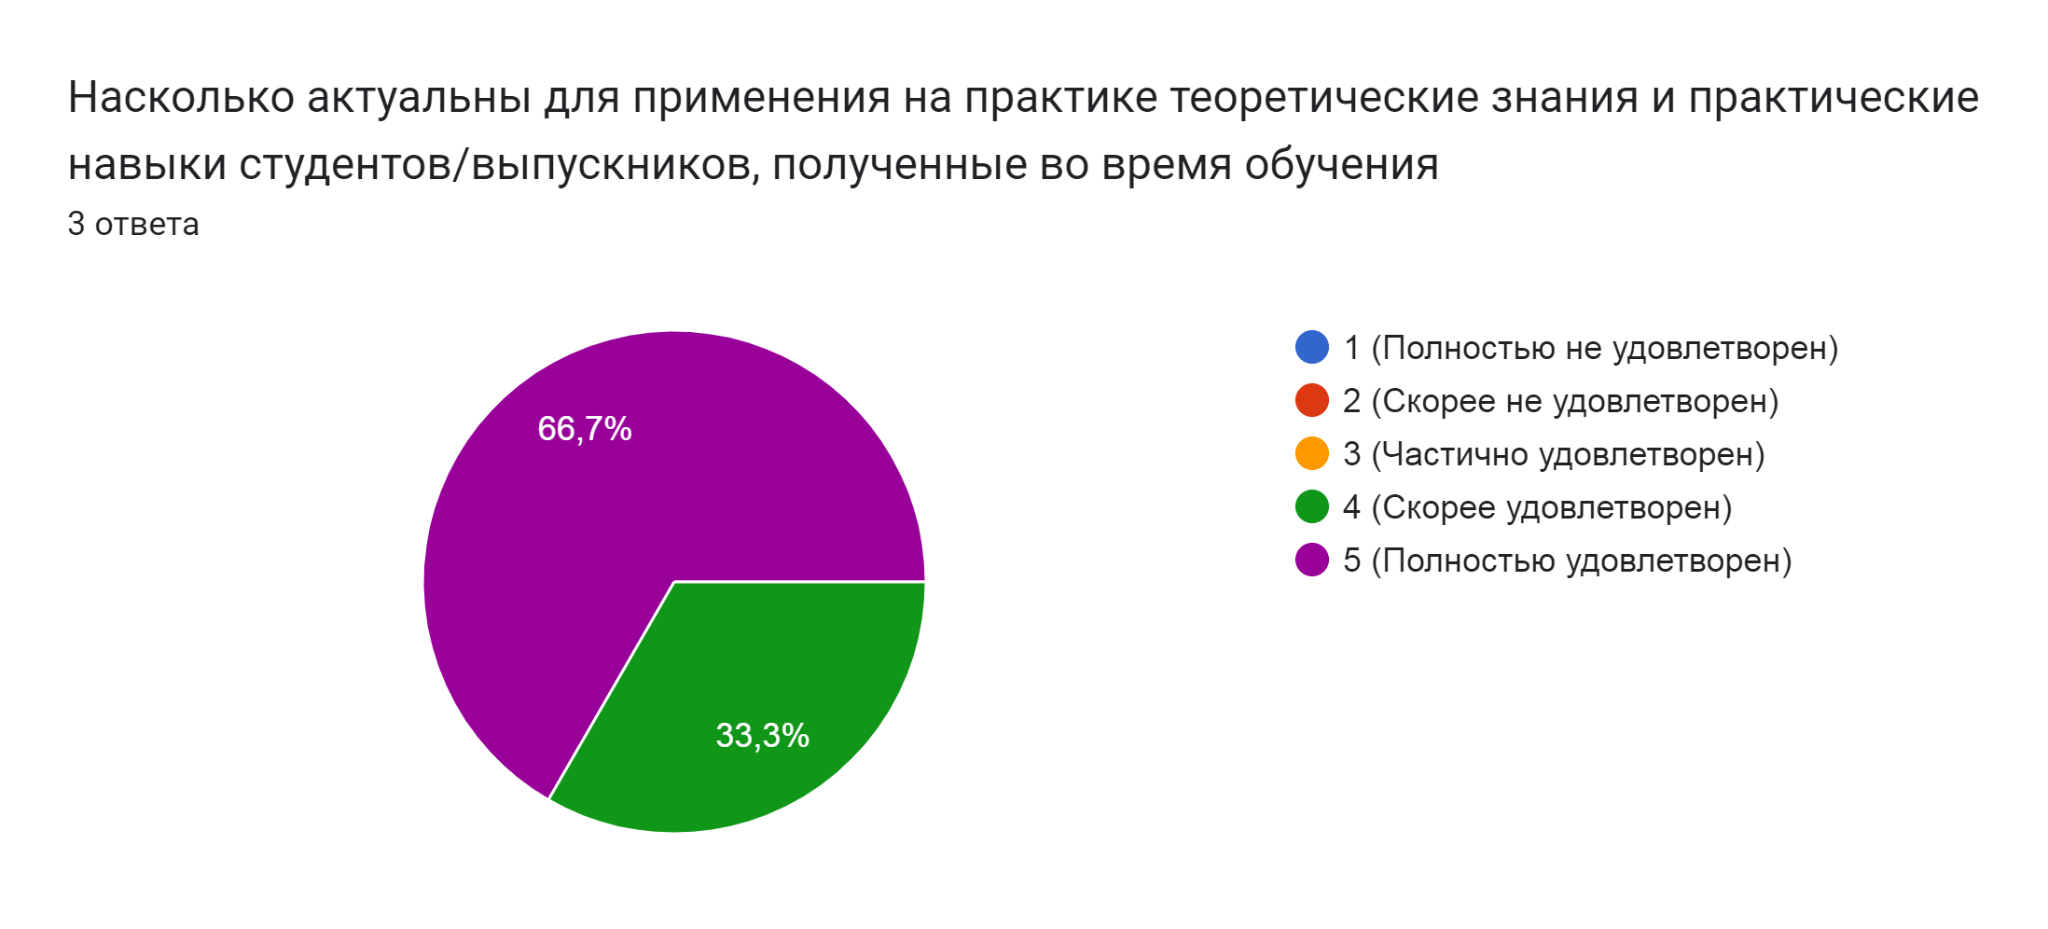 Насколько актуальны для применения на практике теоретические знания и практические
навыки студентов/выпускников, полученные во время обучения
3 ответа
66,7%
33,3%
1 (Полностью не удовлетворен)
2 (Скорее не удовлетворен)
3 (Частично удовлетворен)
4 (Скорее удовлетворен)
5 (Полностью удовлетворен)